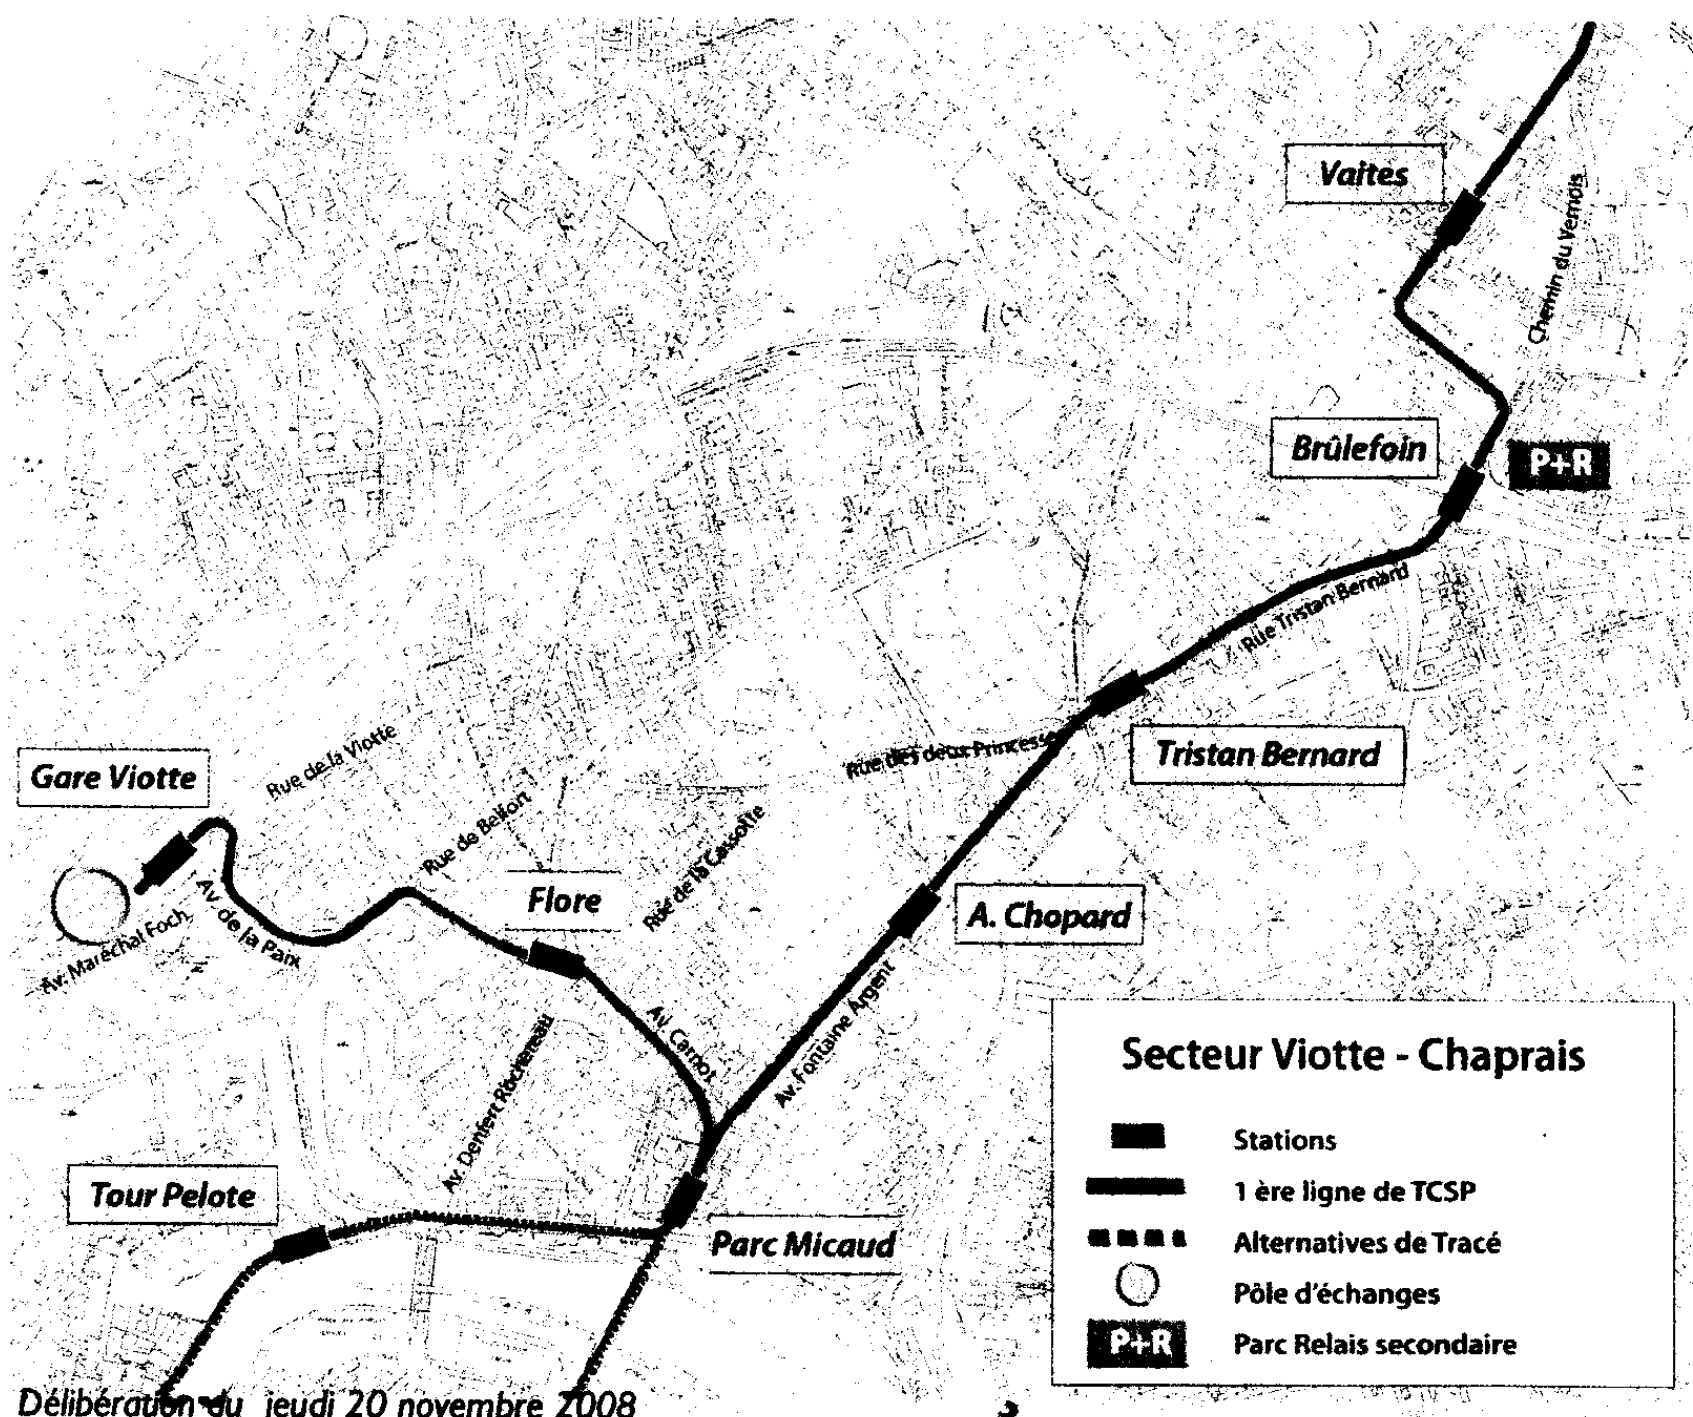 Vaites
Chemin du Vernois
Brûlefoin
P+R
Rue Tristan Bernard
Rue des deux Princesses
Tristan Bernard
Gare Viotte
Rue de la Viotte
Rue de Belfort
Rue de la Cassotte
Flore
A. Chopard
Av. de la Paix
Av. Maréchal Foch
Av. Carnot
Av. Fontaine Argent
Av. Denfert Rochereau
Tour Pelote
Parc Micaud
Secteur Viotte - Chaprais
Stations
1 ère ligne de TCSP
Alternatives de Tracé
Pôle d'échanges
P+R Parc Relais secondaire
Délibération du jeudi 20 novembre 2008